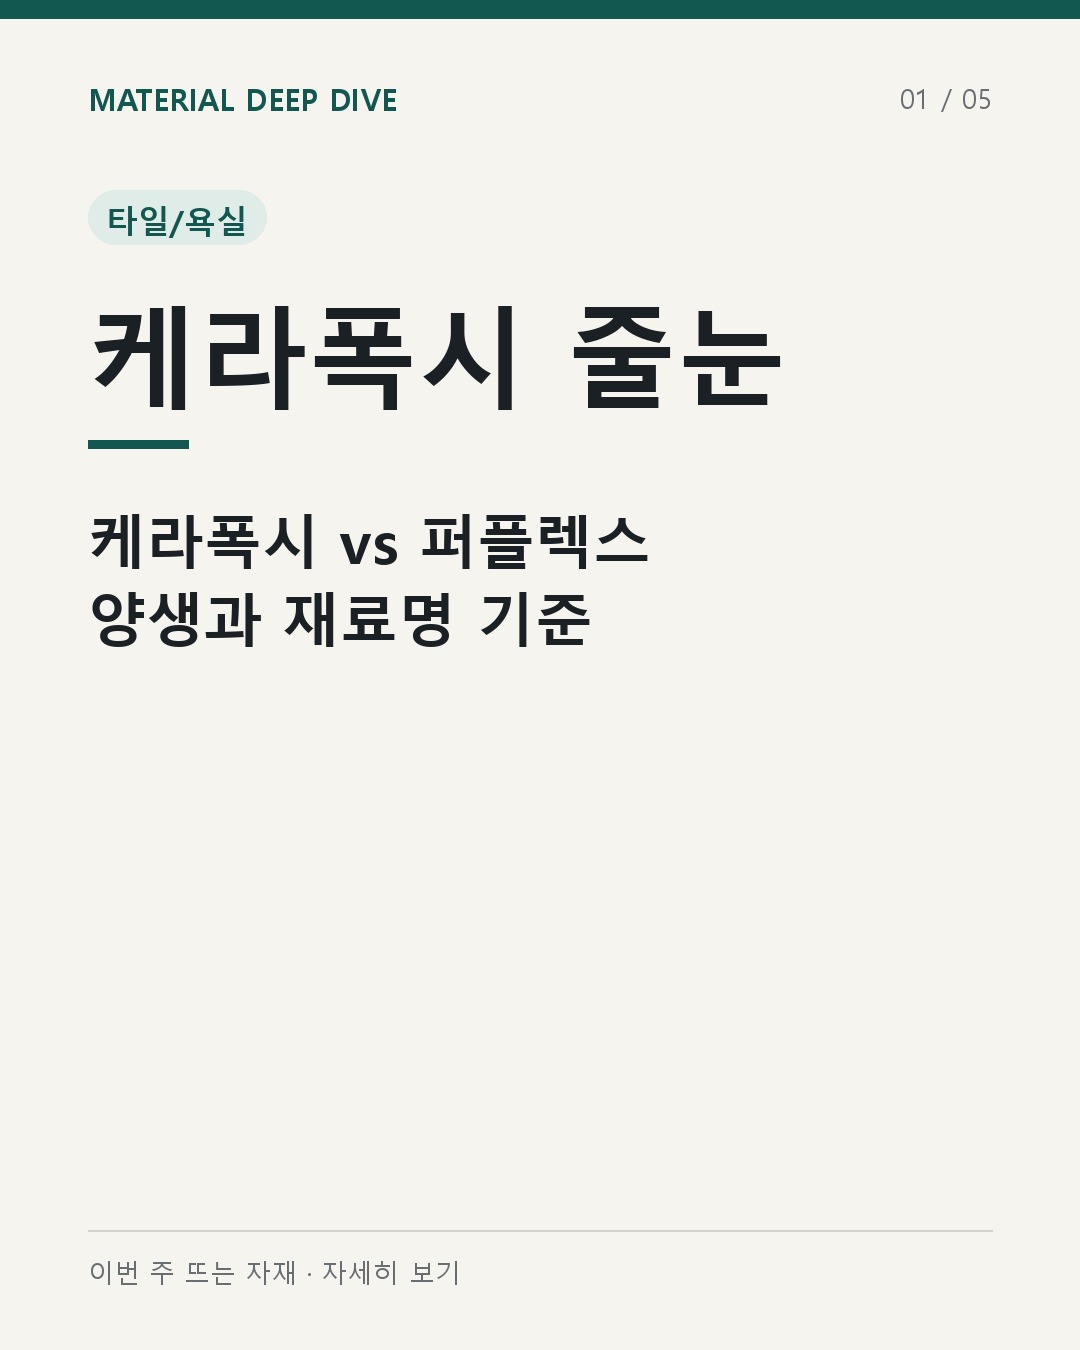 MATERIAL DEEP DIVE
01 / 05
타일/욕실
케라폭시 줄눈
케라폭시 vs 퍼플렉스
양생과 재료명 기준
이번 주 뜨는 자재 · 자세히 보기